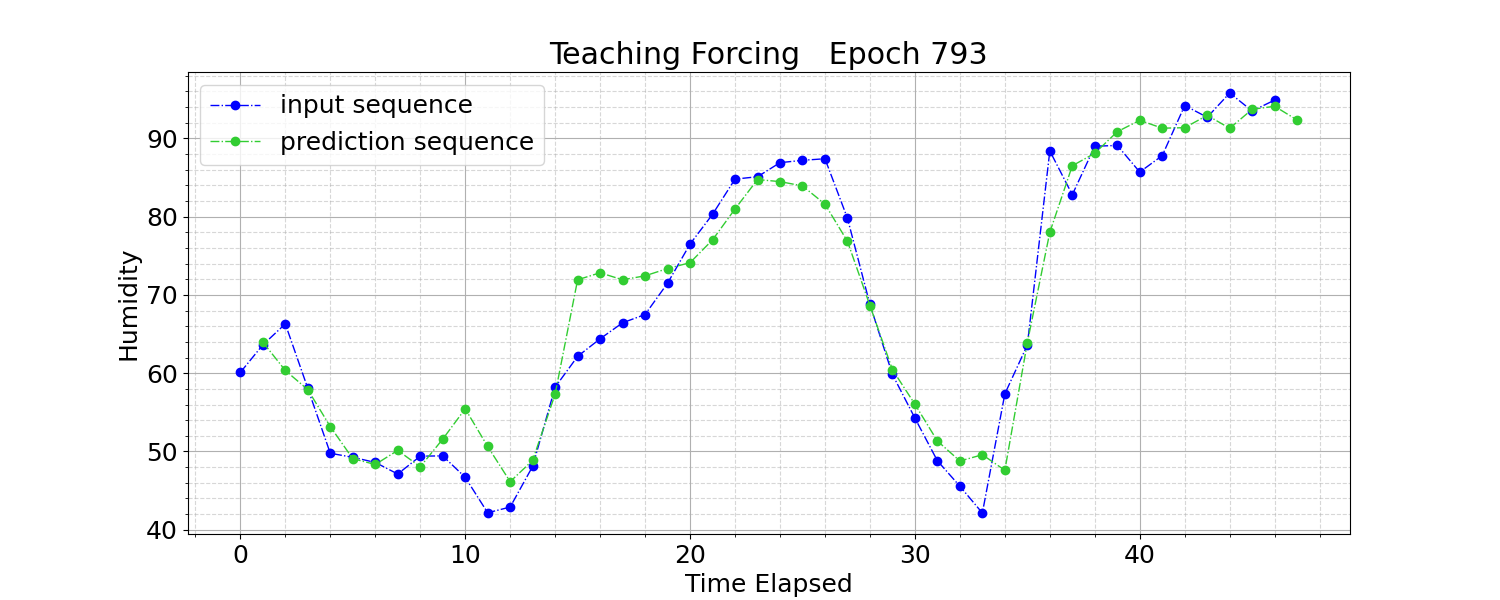 Teaching Forcing   Epoch 793
input sequence
prediction sequence
Humidity
90
80
70
60
50
40
0 10 20 30 40
Time Elapsed